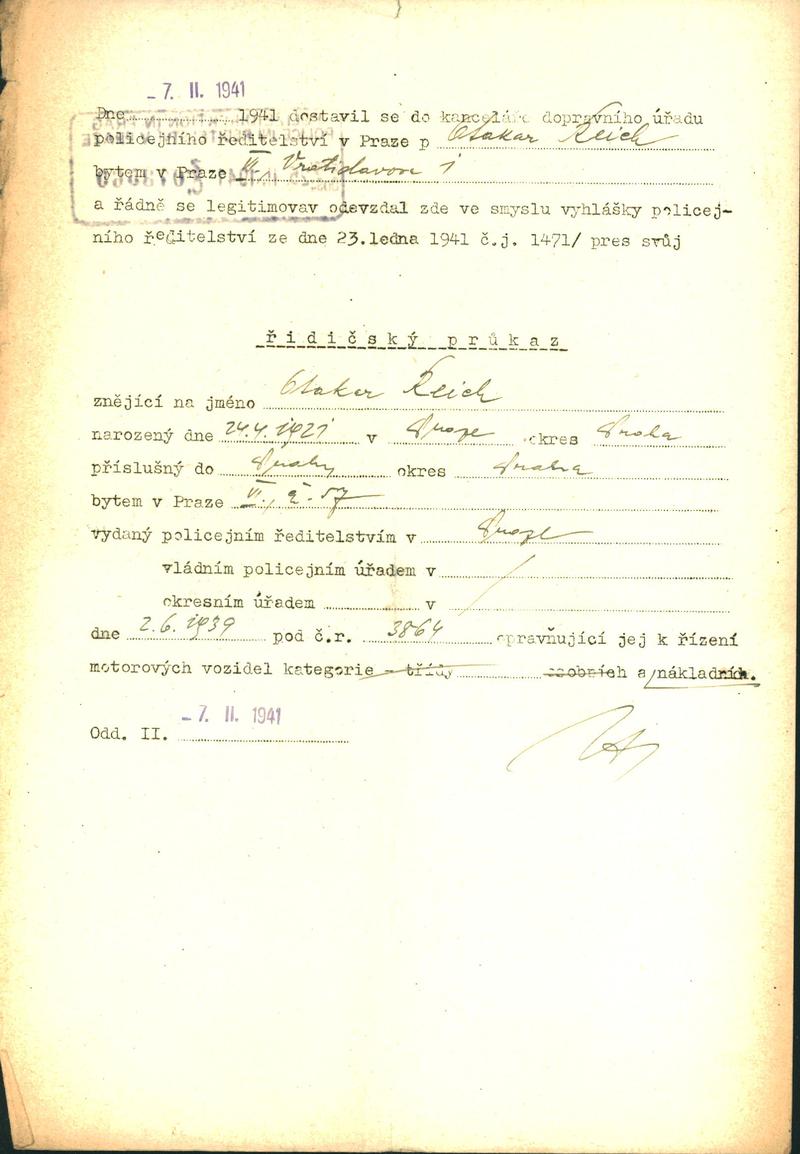 - 7. II. 1941
Dne 1941 dostavil se do kanceláře dopravního úřadu
policejního ředitelství v Praze p Otakar Reich
bytem v Praze VI., Vratislavova 1
a řádně se legitimovav odevzdal zde ve smyslu vyhlášky policej-
ního ředitelství ze dne 23.ledna 1941 č.j. 1471/ pres svůj
řidičský průkaz
znějící na jméno Otakar Reich
narozený dne 24.4.1921 v Praze okres Praha
příslušný do Prahy okres Praha
bytem v Praze
vydaný policejním ředitelstvím v Praze
vládním policejním úřadem v
okresním úřadem v
dne 2.6.1939 pod č.r. 3864 opravňující jej k řízení
motorových vozidel kategorie - třídy osobních a nákladních.
- 7. II. 1941
Odd. II.